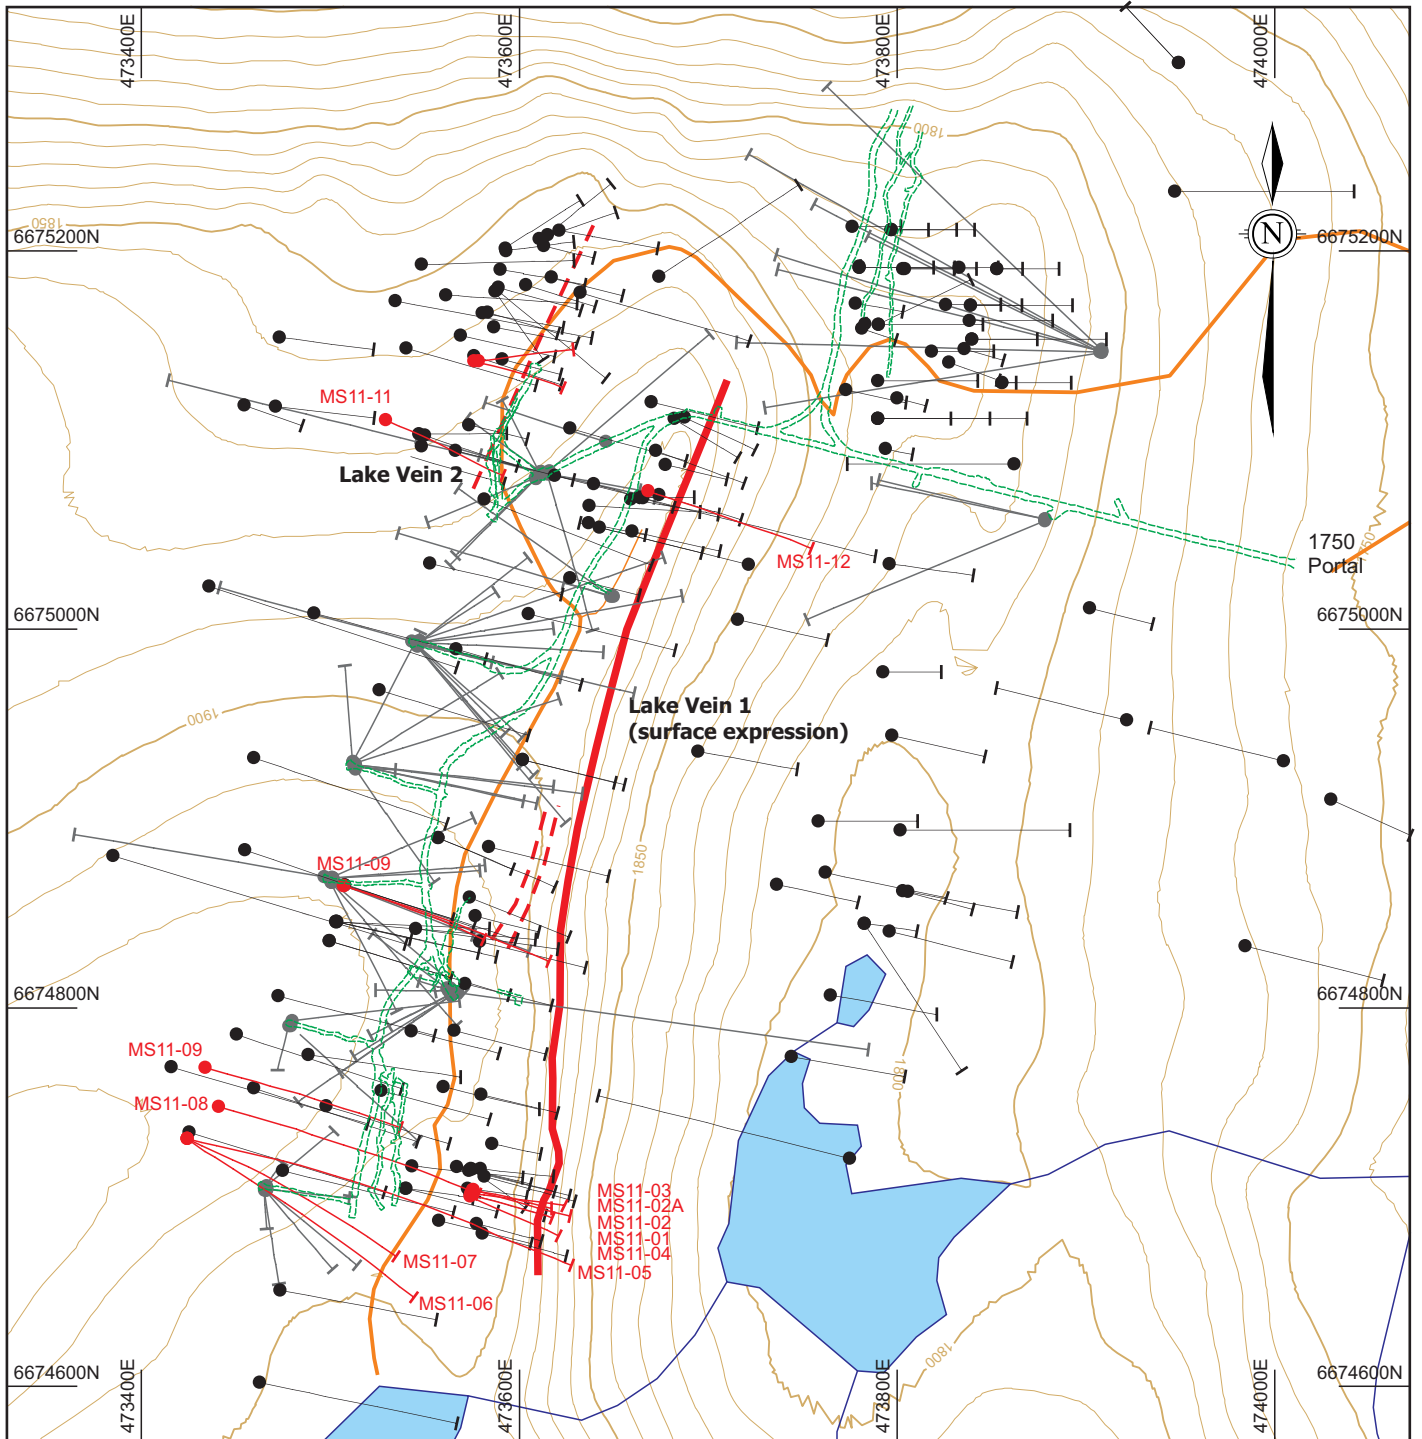 473400E
473600E
473800E
474000E
1800
1850
6675200N
N
6675200N
MS11-11
Lake Vein 2
MS11-12
1750
Portal
750
6675000N
6675000N
Lake Vein 1
(surface expression)
1900
1850
MS11-09
6674800N
6674800N
MS11-09
MS11-08
1800
MS11-03
MS11-02A
MS11-02
MS11-01
MS11-04
MS11-05
MS11-07
MS11-06
1800
6674600N
6674600N
473400E
473600E
473800E
474000E